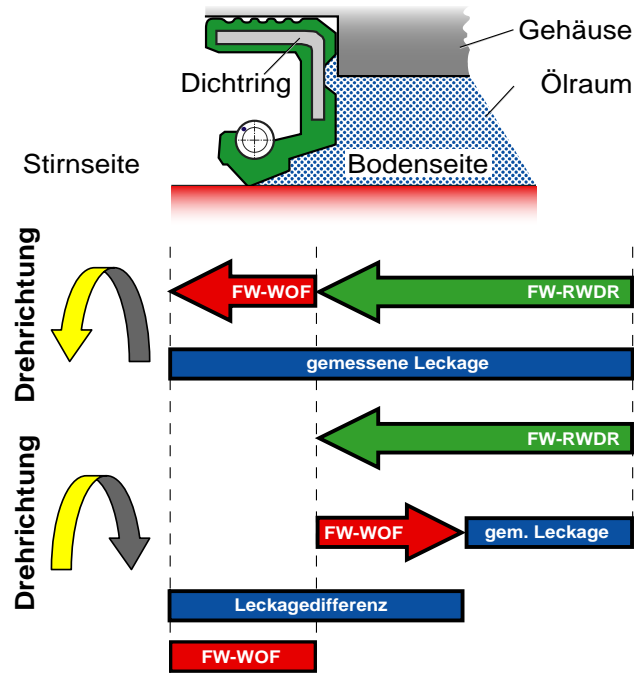 Gehäuse
Dichtring
Ölraum
Stirnseite
Bodenseite
Drehrichtung
FW-WOF
FW-RWDR
gemessene Leckage
FW-RWDR
Drehrichtung
FW-WOF
gem. Leckage
Leckagedifferenz
FW-WOF